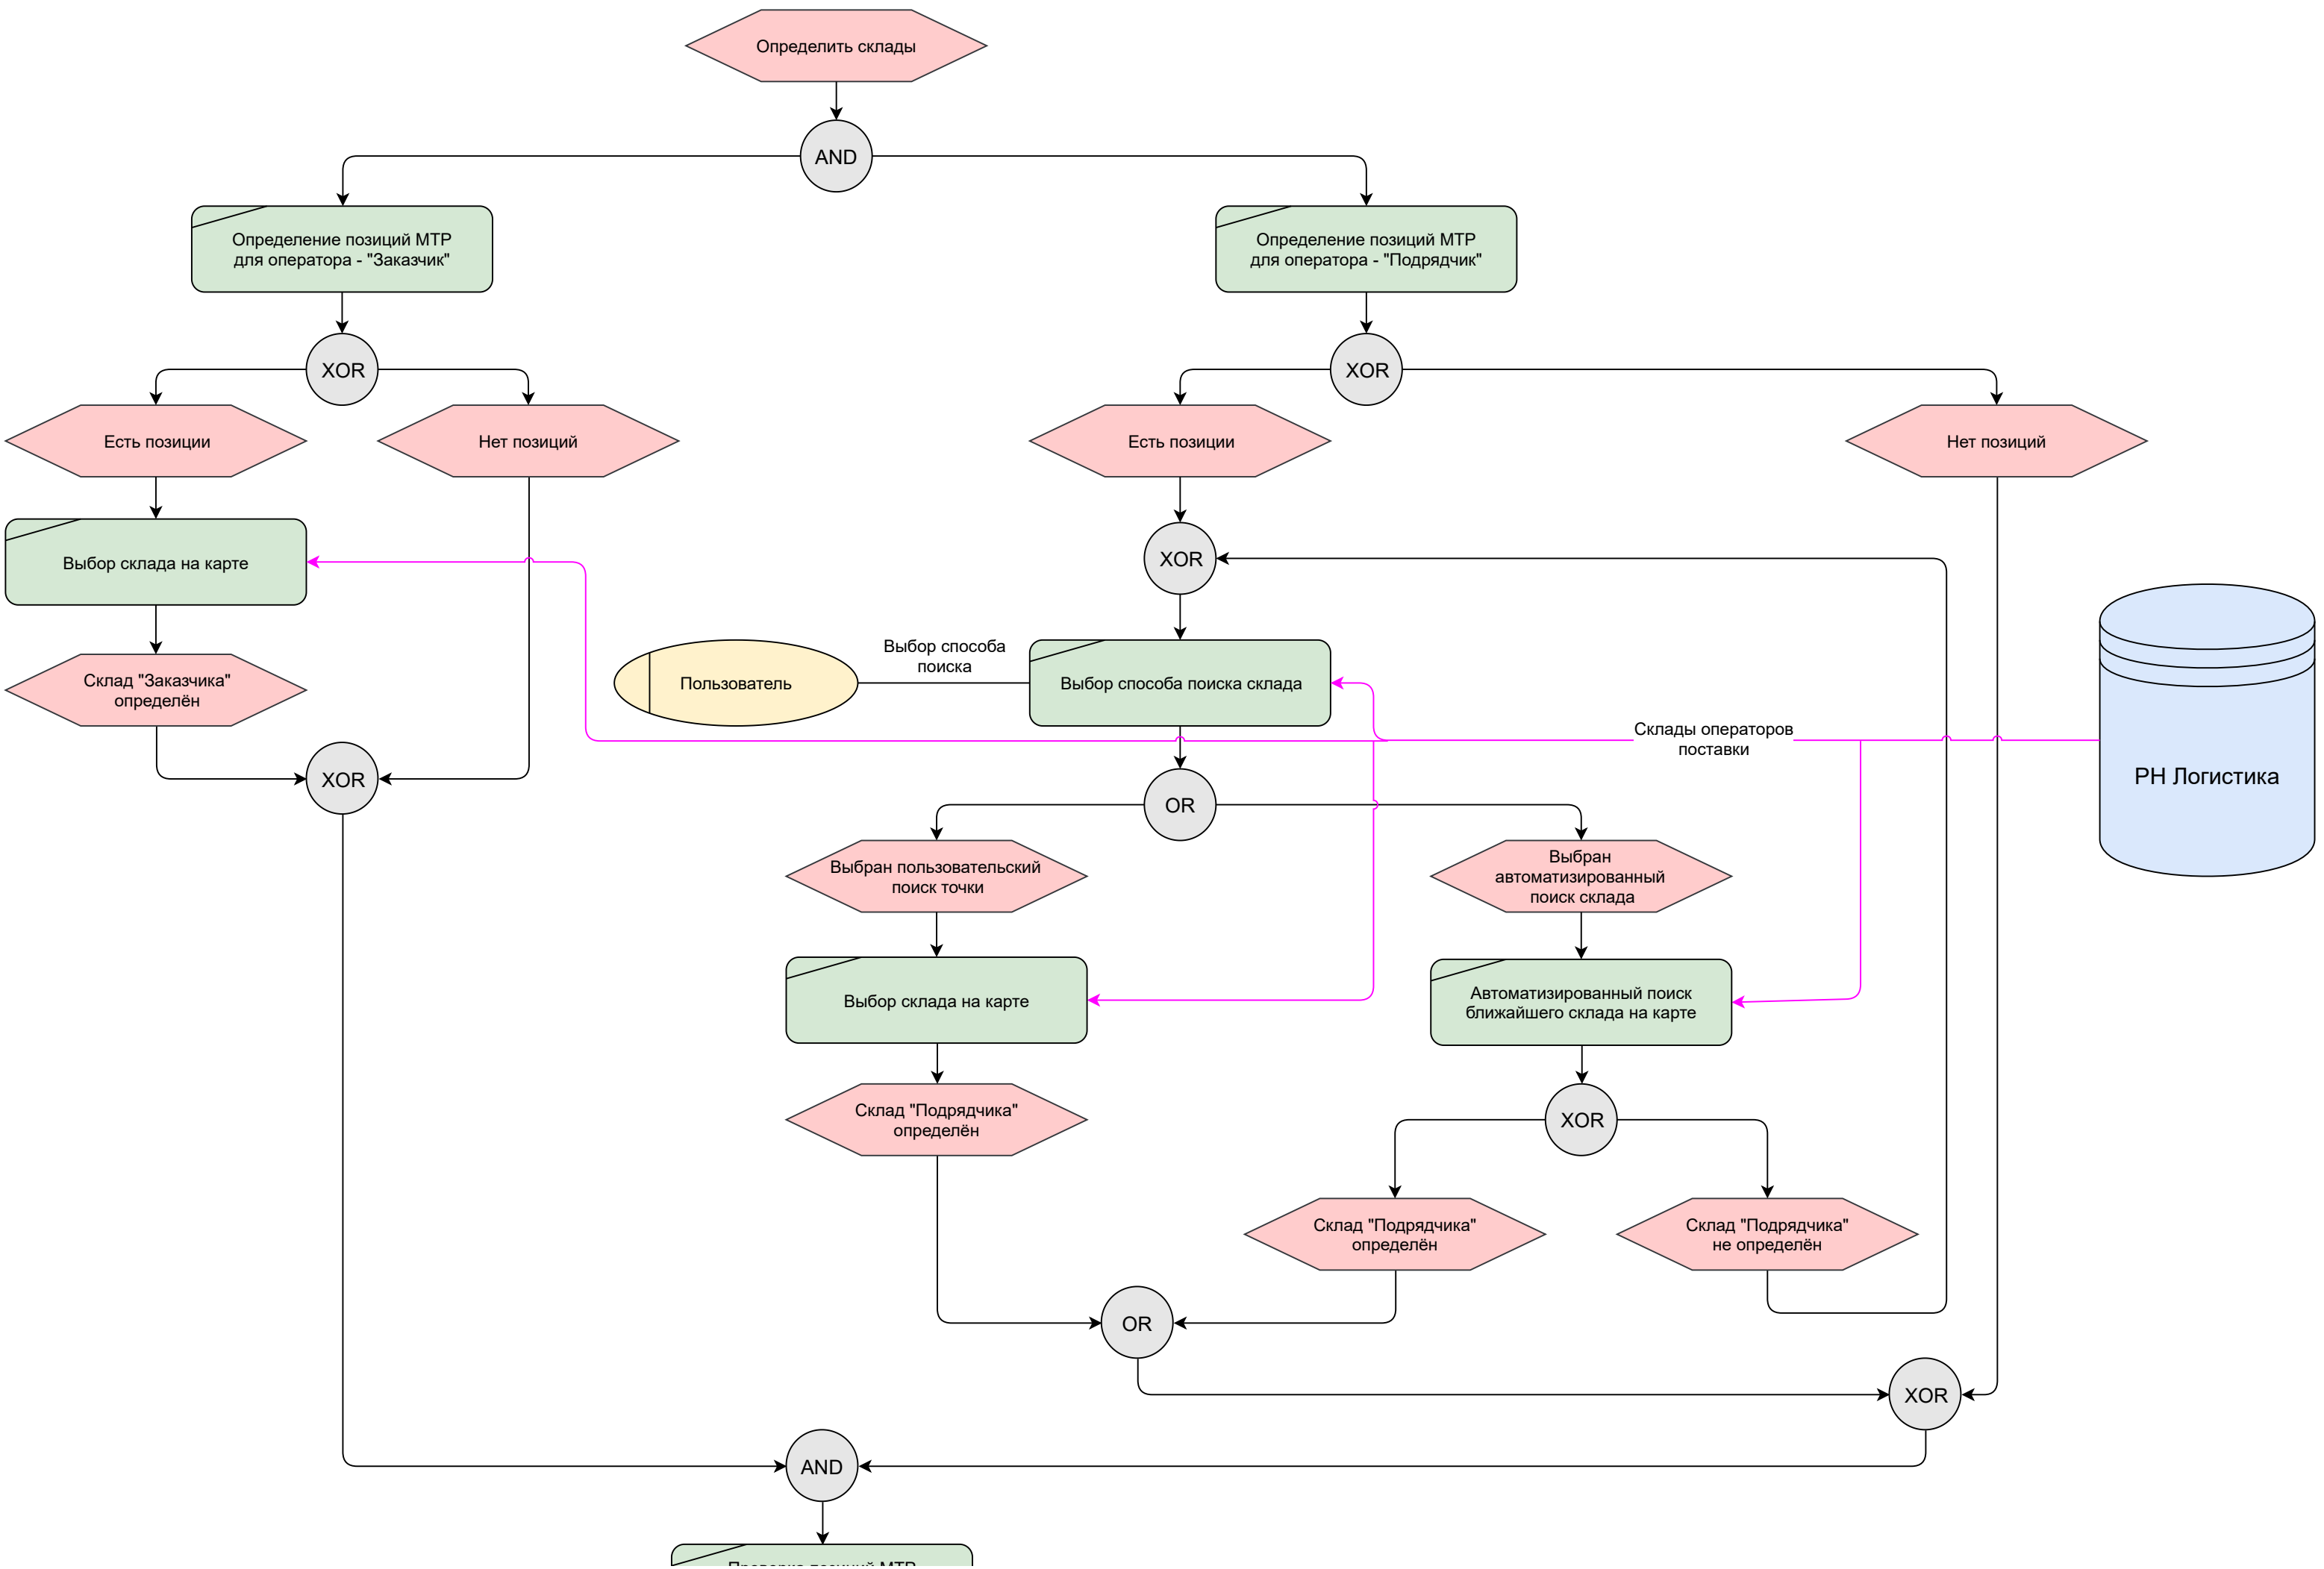 Определить склады
AND
Определение позиций МТР
для оператора - "Заказчик"
Определение позиций МТР
для оператора - "Подрядчик"
XOR
XOR
Есть позиции
Нет позиций
Есть позиции
Нет позиций
Выбор склада на карте
XOR
Склад "Заказчика"
определён
Пользователь
Выбор способа
поиска
Выбор способа поиска склада
Склады операторов
поставки
РН Логистика
XOR
OR
Выбран пользовательский
поиск точки
Выбран
автоматизированный
поиск склада
Выбор склада на карте
Автоматизированный поиск
ближайшего склада на карте
Склад "Подрядчика"
определён
XOR
Склад "Подрядчика"
определён
Склад "Подрядчика"
не определён
OR
XOR
AND
Проверка позиций МТР